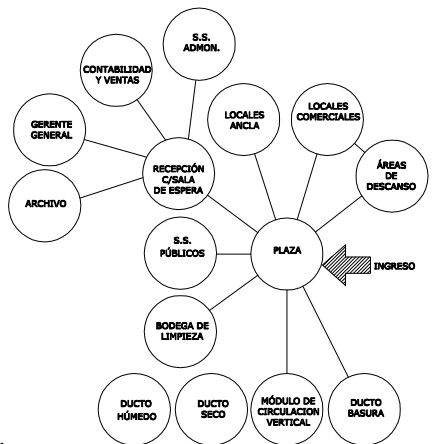 S.S.
ADMON.
CONTABILIDAD
Y VENTAS
GERENTE
GENERAL
ARCHIVO
RECEPCIÓN
C/SALA
DE ESPERA
LOCALES
ANCLA
LOCALES
COMERCIALES
ÁREAS
DE
DESCANSO
S.S.
PÚBLICOS
PLAZA
INGRESO
BODEGA DE
LIMPIEZA
DUCTO
HÚMEDO
DUCTO
SECO
MÓDULO DE
CIRCULACION
VERTICAL
DUCTO
BASURA